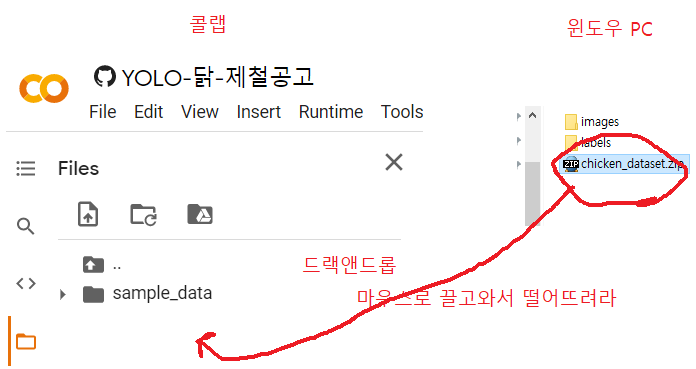 콜랩
윈도우 PC
YOLO-닭-제철공고
File Edit View Insert Runtime Tools
Files
..
sample_data
images
labels
ZIP
chicken_dataset.zip
드랙앤드롭
마우스로 끌고와서 떨어뜨려라